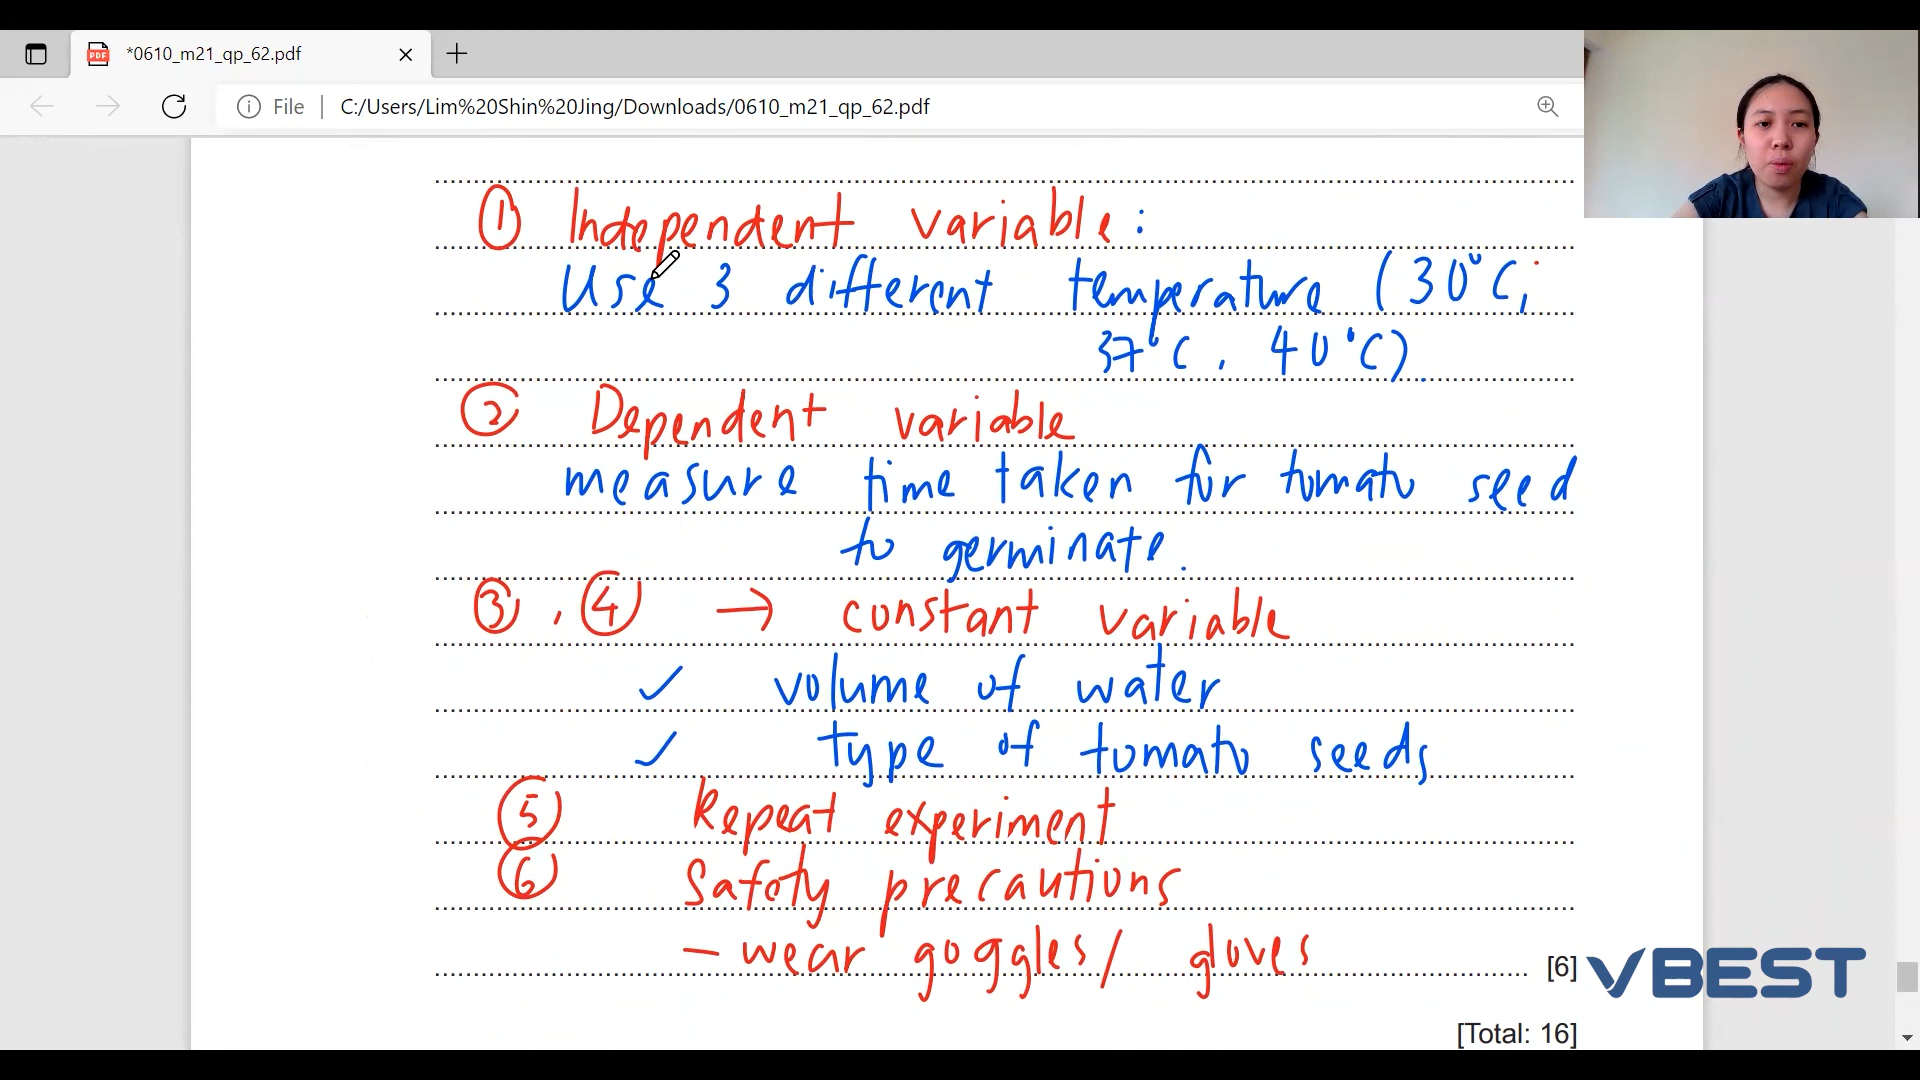 *0610_m21_qp_62.pdf
File C:/Users/Lim%20Shin%20Jing/Downloads/0610_m21_qp_62.pdf
① Independent variable:
Use 3 different temperature (30°C,
37°C, 40°C).
② Dependent variable
measure time taken for tomato seed
to germinate.
③, ④ → constant variable
✓ volume of water
✓ type of tomato seeds
⑤ Repeat experiment
⑥ Safety precautions
- wear goggles/ gloves
[6]
VBEST
[Total: 16]